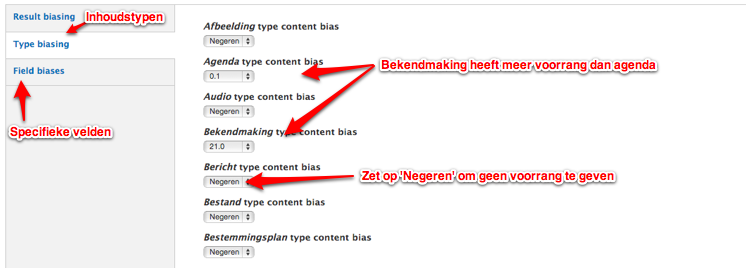 Result biasing
Inhoudstypen
Type biasing
Field biases
Specifieke velden
Afbeelding type content bias
Negeren
Agenda type content bias
0.1
Bekendmaking heeft meer voorrang dan agenda
Audio type content bias
Negeren
Bekendmaking type content bias
21.0
Bericht type content bias
Negeren
Zet op 'Negeren' om geen voorrang te geven
Bestand type content bias
Negeren
Bestemmingsplan type content bias
Negeren